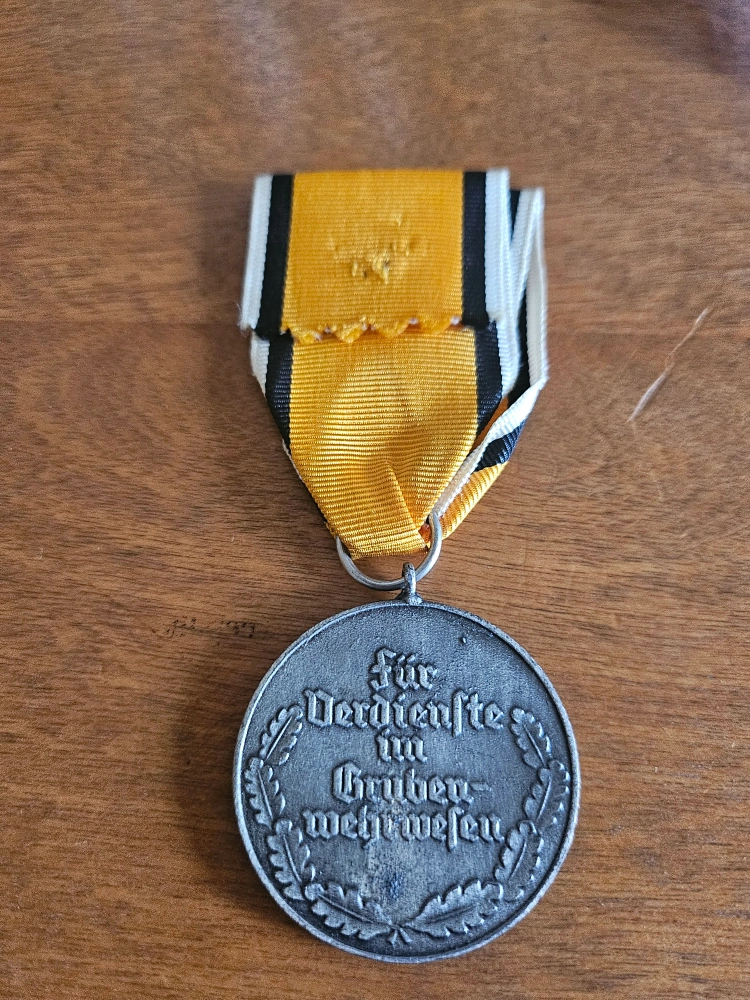 Für
Verdienste
im
Gruben-
wehrwesen